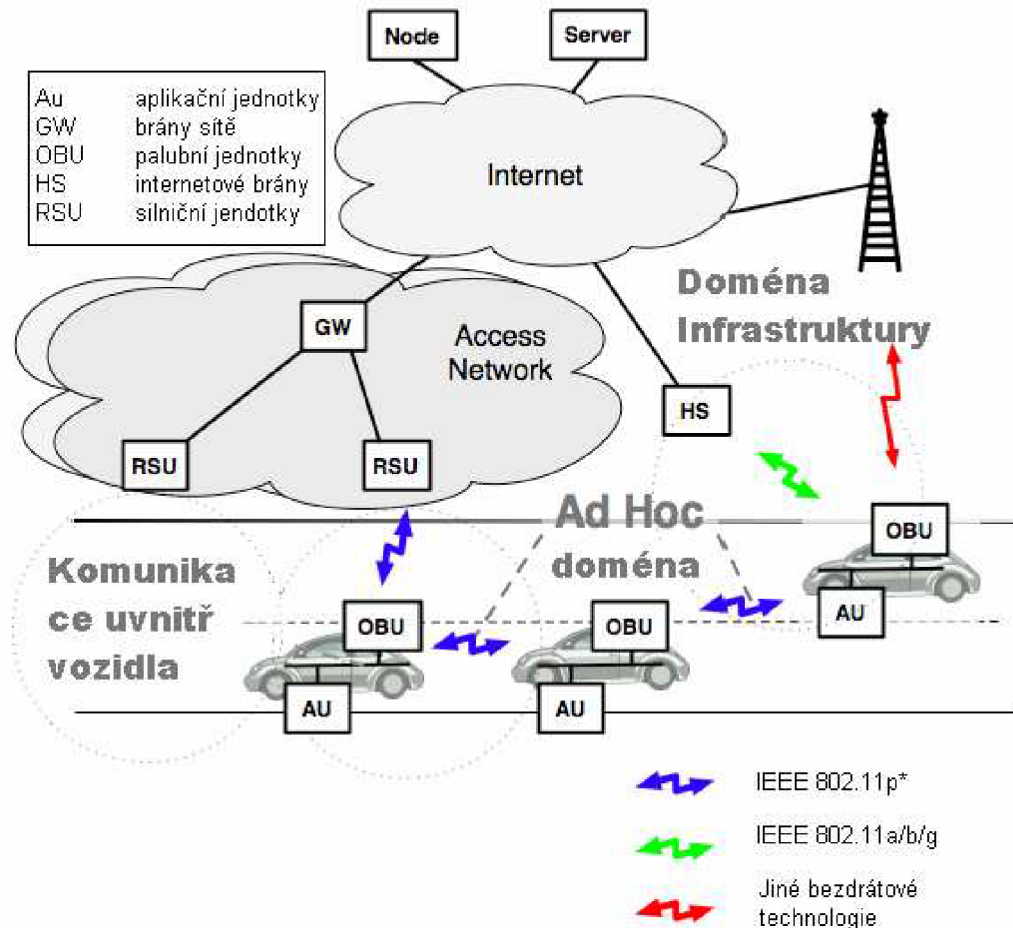 Node
Server
Au aplikační jednotky
GW brány sítě
OBU palubní jednotky
HS internetové brány
RSU silniční jendotky
Internet
Doména
Infrastruktury
GW
Access
Network
HS
RSU
RSU
Ad Hoc
doména
OBU
Komunika
ce uvnitř
vozidla
OBU
OBU
AU
AU
AU
IEEE 802.11p*
IEEE 802.11a/b/g
Jiné bezdrátové
technologie